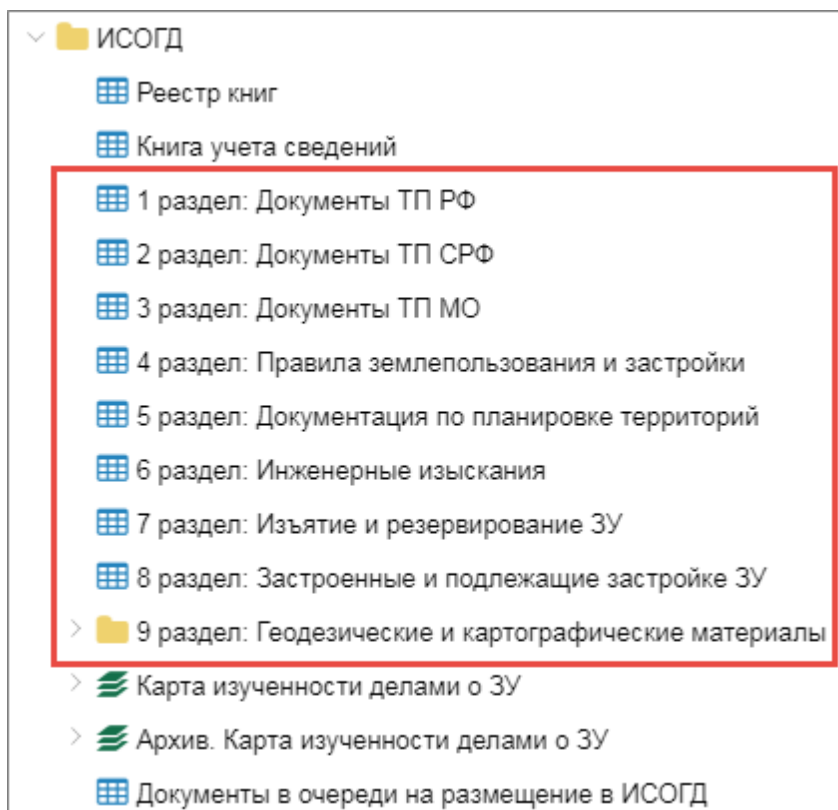 ИСОГД
Реестр книг
Книга учета сведений
1 раздел: Документы ТП РФ
2 раздел: Документы ТП СРФ
3 раздел: Документы ТП МО
4 раздел: Правила землепользования и застройки
5 раздел: Документация по планировке территорий
6 раздел: Инженерные изыскания
7 раздел: Изъятие и резервирование ЗУ
8 раздел: Застроенные и подлежащие застройке ЗУ
9 раздел: Геодезические и картографические материалы
Карта изученности делами о ЗУ
Архив. Карта изученности делами о ЗУ
Документы в очереди на размещение в ИСОГД